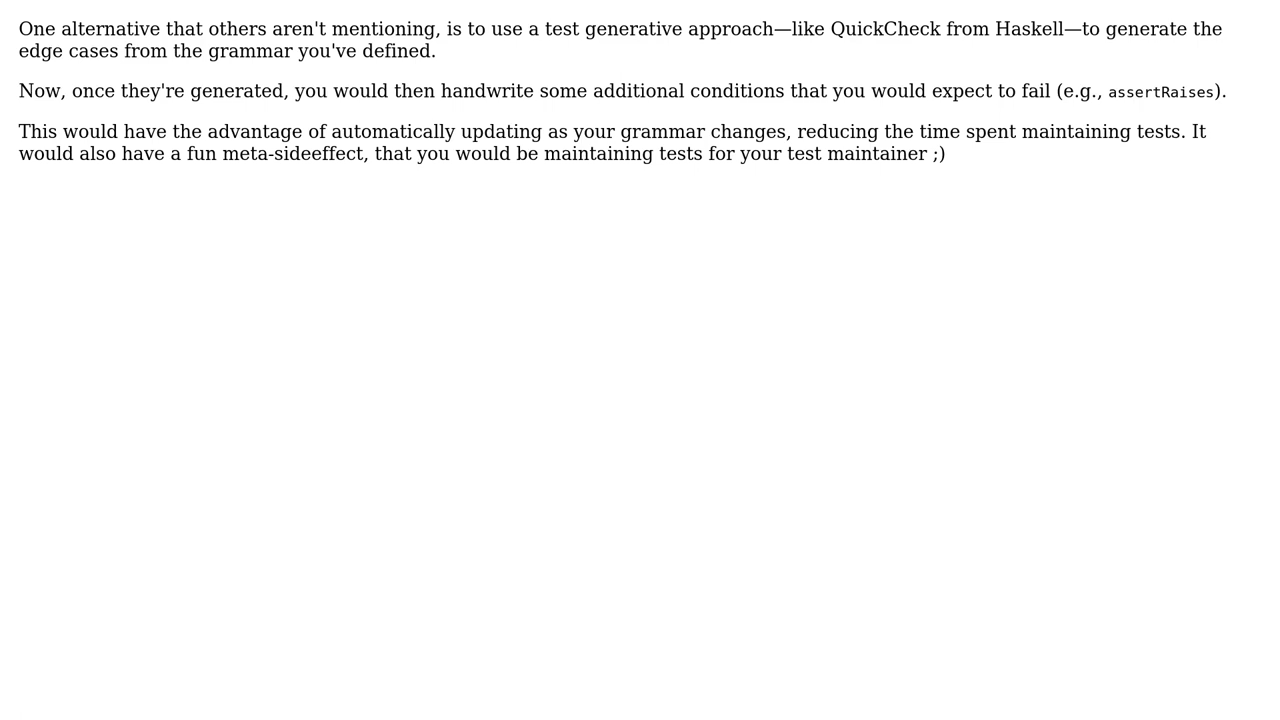 One alternative that others aren't mentioning, is to use a test generative approach—like QuickCheck from Haskell—to generate the
edge cases from the grammar you've defined.
Now, once they're generated, you would then handwrite some additional conditions that you would expect to fail (e.g., assertRaises).
This would have the advantage of automatically updating as your grammar changes, reducing the time spent maintaining tests. It
would also have a fun meta-sideeffect, that you would be maintaining tests for your test maintainer ;)